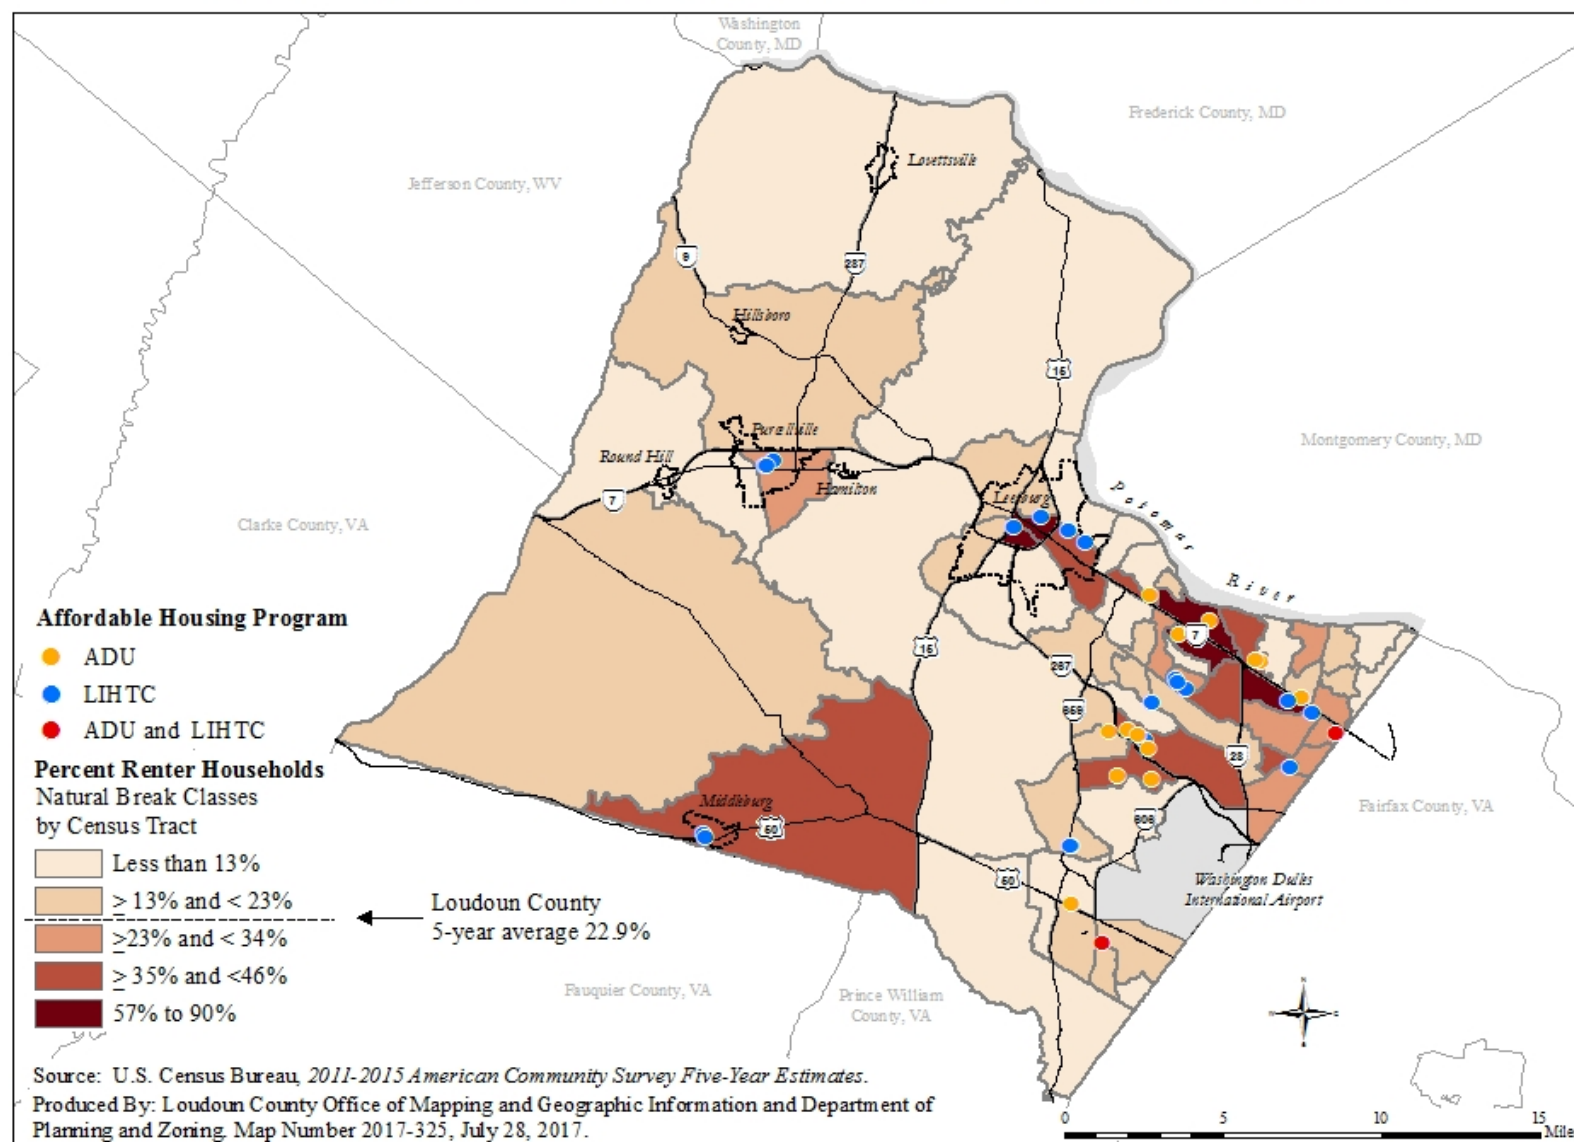 Washington
County, MD
Frederick County, MD
Jefferson County, WV
Lovettsville
9
287
Hillsboro
15
Purcellville
Montgomery County, MD
Round Hill
Hamilton
7
Leesburg
Potomac River
Clarke County, VA
Affordable Housing Program
ADU
LIHTC
ADU and LIHTC
7
15
267
659
28
Percent Renter Households
Natural Break Classes
by Census Tract
Middleburg
50
606
Fairfax County, VA
Less than 13%
≥ 13% and < 23%
≥23% and < 34%
≥ 35% and <46%
57% to 90%
Loudoun County
5-year average 22.9%
50
Washington Dulles
International Airport
Fauquier County, VA
Prince William
County, VA
Source: U.S. Census Bureau, 2011-2015 American Community Survey Five-Year Estimates.
Produced By: Loudoun County Office of Mapping and Geographic Information and Department of
Planning and Zoning. Map Number 2017-325, July 28, 2017.
0 5 10 15
Mile